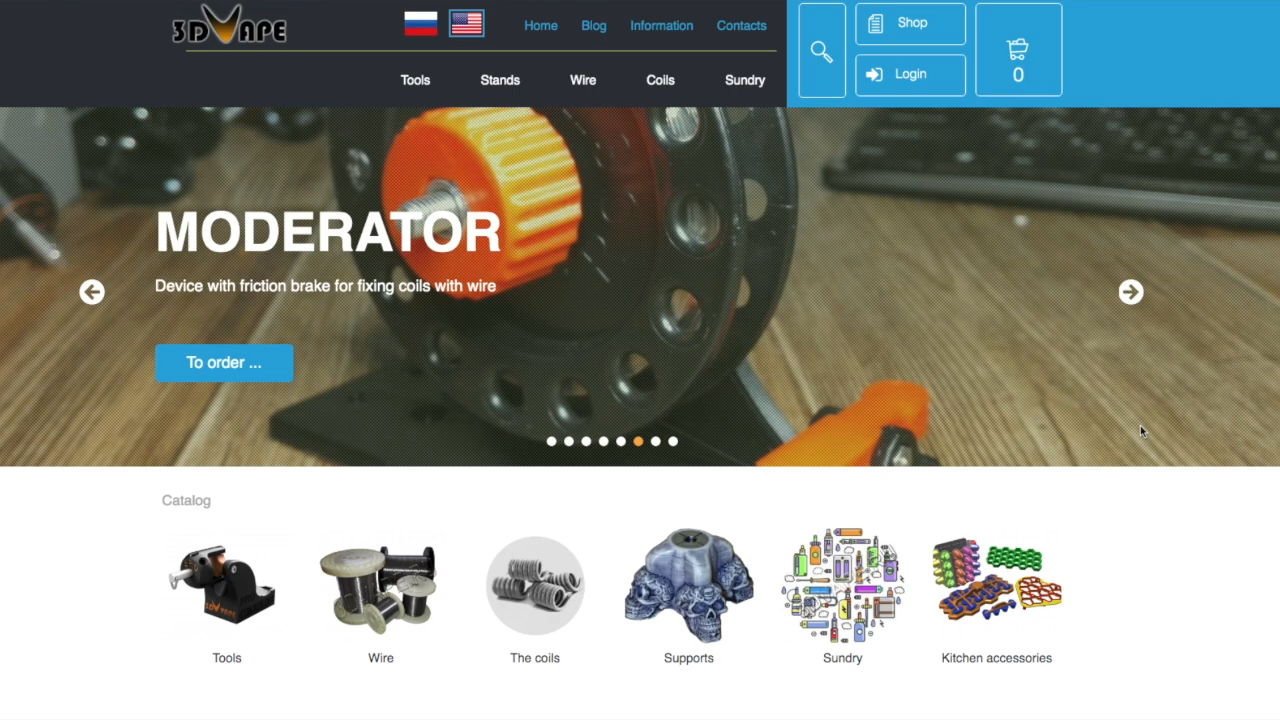 3DVAPE
Home Blog Information Contacts
Shop
Login
0
Tools Stands Wire Coils Sundry
MODERATOR
Device with friction brake for fixing coils with wire
To order ...
Catalog
3DVAPE
Tools Wire The coils Supports Sundry Kitchen accessories